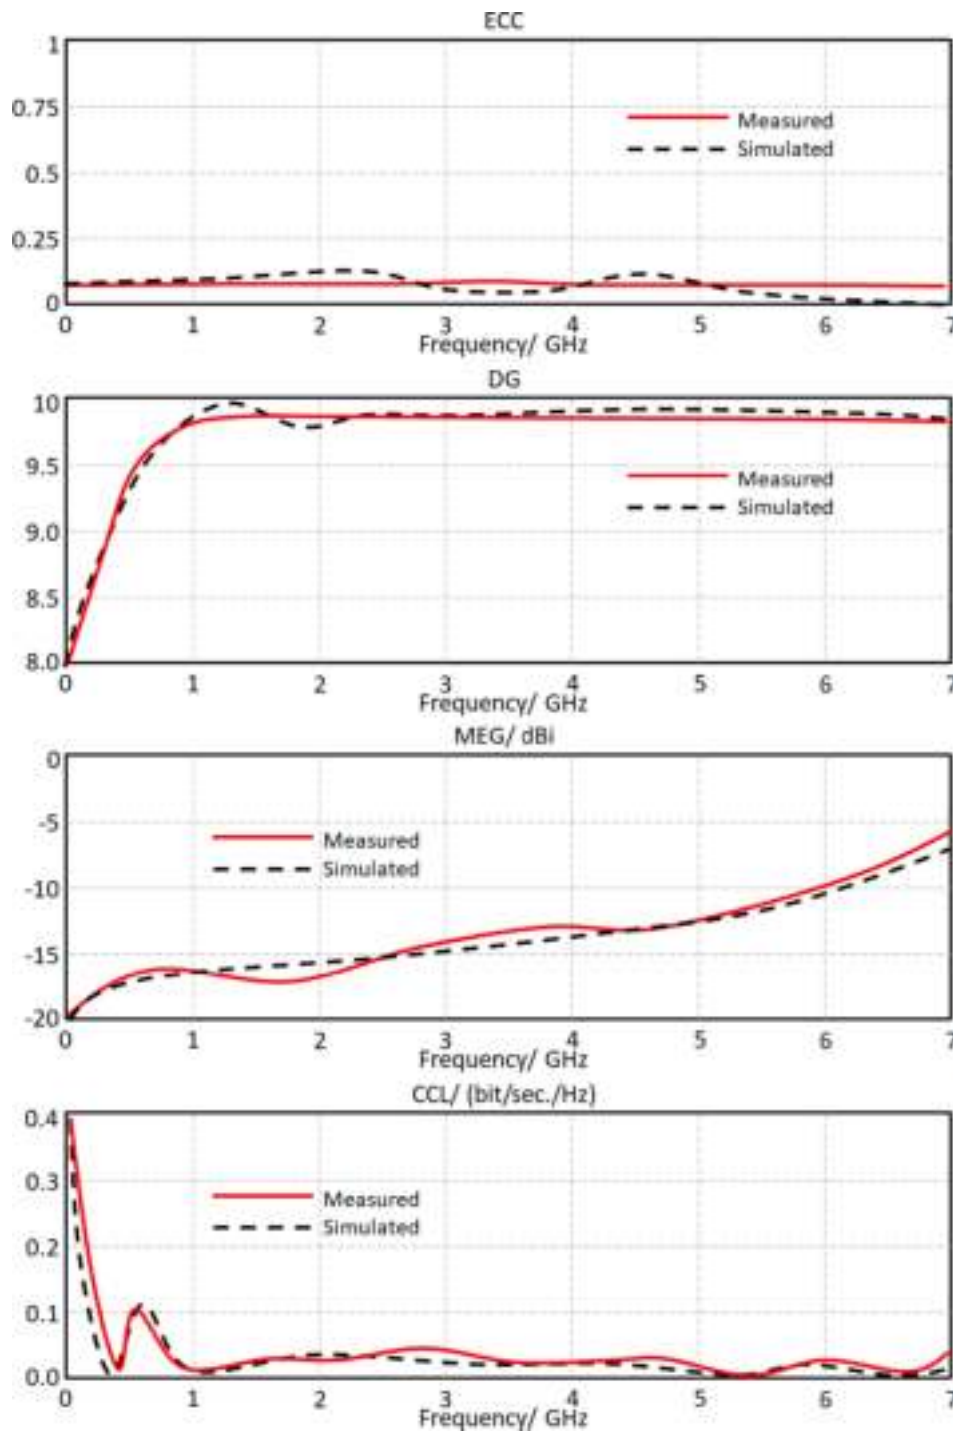 ECC
1
0.75
0.5
0.25
0
Measured
Simulated
0 1 2 3 4 5 6 7
Frequency/ GHz
DG
10
9.5
9.0
8.5
8.0
Measured
Simulated
0 1 2 3 4 5 6 7
Frequency/ GHz
MEG/ dBi
0
-5
-10
-15
-20
Measured
Simulated
0 1 2 3 4 5 6 7
Frequency/ GHz
CCL/ (bit/sec./Hz)
0.4
0.3
0.2
0.1
0.0
Measured
Simulated
0 1 2 3 4 5 6 7
Frequency/ GHz